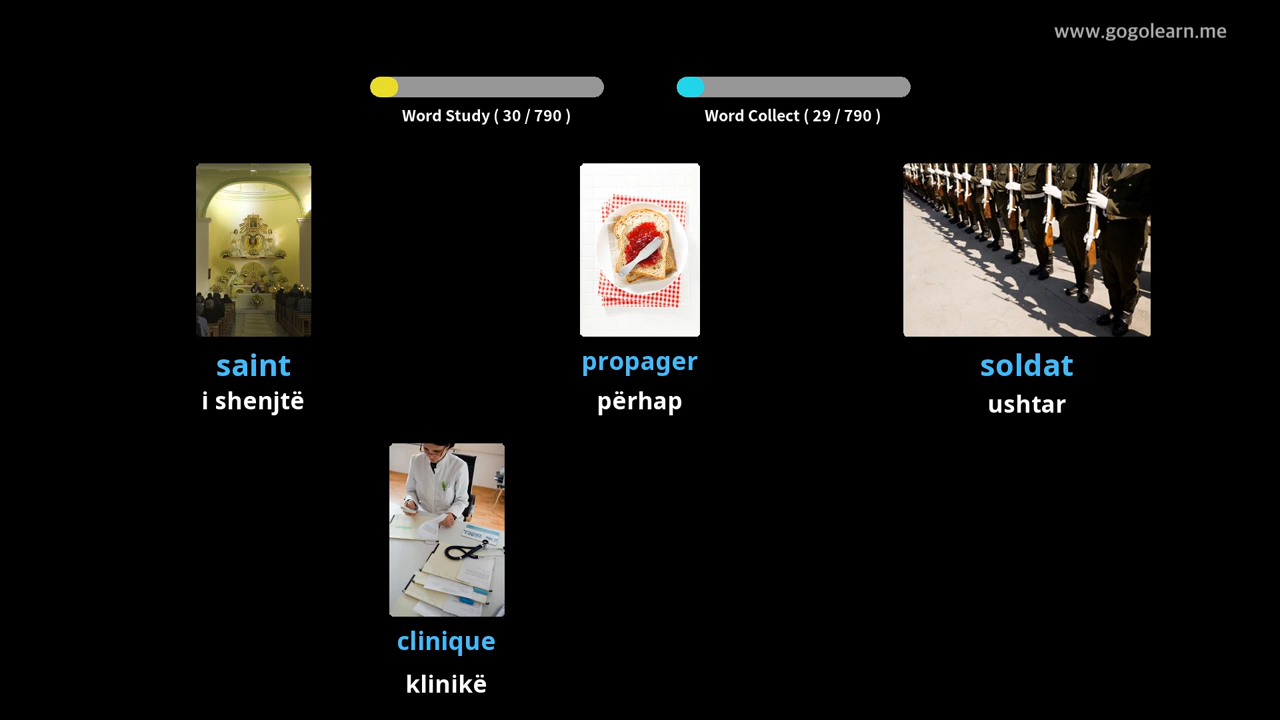 www.gogolearn.me
Word Study ( 30 / 790 )
Word Collect ( 29 / 790 )
saint
i shenjtë
propager
përhap
soldat
ushtar
clinique
klinikë